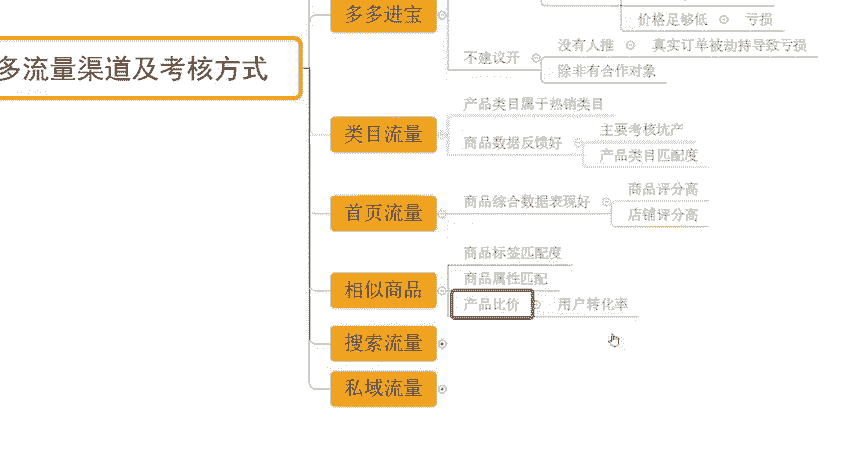 多多进宝
价格足够低
亏损
不建议开
没有人推
真实订单被劫持导致亏损
除非有合作对象
多流量渠道及考核方式
类目流量
产品类目属于热销类目
商品数据反馈好
主要考核坑产
产品类目匹配度
首页流量
商品综合数据表现好
商品评分高
店铺评分高
相似商品
商品标签匹配度
商品属性匹配
产品比价
用户转化率
搜索流量
私域流量